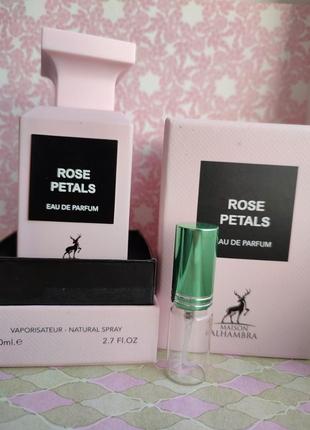 ROSE
PETALS
EAU DE PARFUM
VAPORISATEUR - NATURAL SPRAY
0ml.e 2.7 Fl.OZ
ROSE
PETALS
EAU DE PARFUM
MAISON
ALHAMBRA